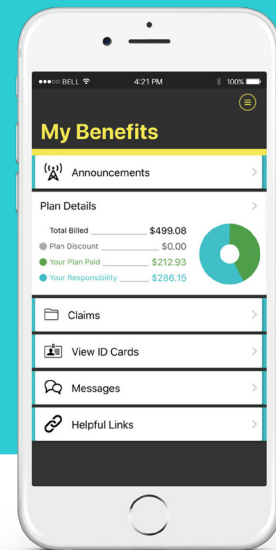 BELL 4:21 PM 100%
My Benefits
Announcements
Plan Details
Total Billed $499.08
Plan Discount $0.00
Your Plan Paid $212.93
Your Responsibility $286.15
Claims
View ID Cards
Messages
Helpful Links